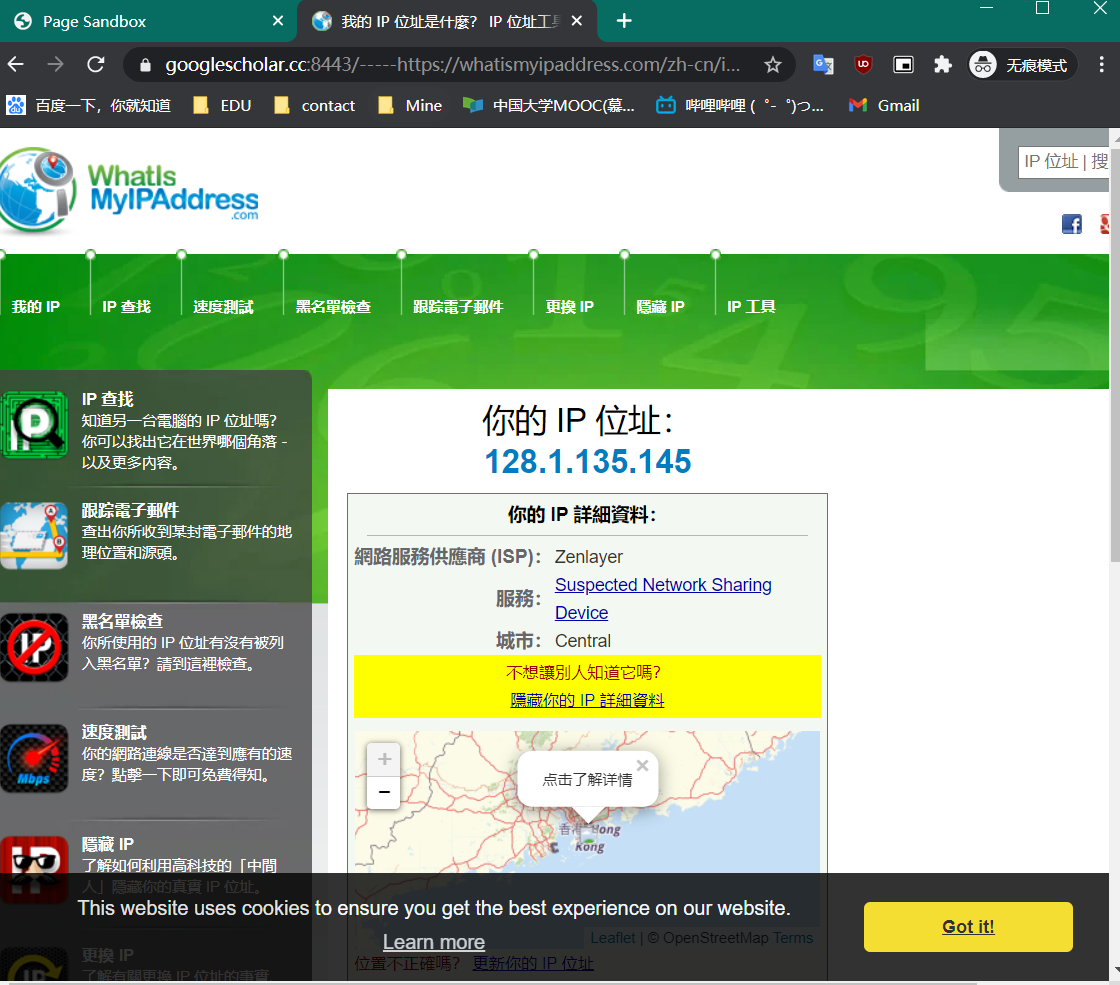 Page Sandbox
我的 IP 位址是什麼? IP 位址工具
googlescholar.cc:8443/-----https://whatismyipaddress.com/zh-cn/i...
无痕模式
百度一下，你就知道
EDU
contact
Mine
中国大学MOOC(慕...
哔哩哔哩 ( ゜- ゜)つ...
Gmail
WhatIs
MyIPAddress
.com
IP 位址 | 搜
我的 IP
IP 查找
速度測試
黑名單檢查
跟踪電子郵件
更換 IP
隱藏 IP
IP 工具
IP 查找
知道另一台電腦的 IP 位址嗎?
你可以找出它在世界哪個角落 -
以及更多內容。
跟踪電子郵件
查出你所收到某封電子郵件的地
理位置和源頭。
黑名單檢查
你所使用的 IP 位址有沒有被列
入黑名單? 請到這裡檢查。
速度測試
你的網路連線是否達到應有的速
度? 點擊一下即可免費得知。
Mbps
隱藏 IP
了解如何利用高科技的「中間
人」隱藏你的真實 IP 位址。
更換 IP
了解有關更換 IP 位址的事實
你的 IP 位址：
128.1.135.145
你的 IP 詳細資料：
網路服務供應商 (ISP)： Zenlayer
服務： Suspected Network Sharing
Device
城市： Central
不想讓別人知道它嗎?
隱藏你的 IP 詳細資料
+
−
点击了解详情
香港 Hong
Kong
Leaflet | © OpenStreetMap Terms
位置不正確嗎? 更新你的 IP 位址
This website uses cookies to ensure you get the best experience on our website.
Learn more
Got it!